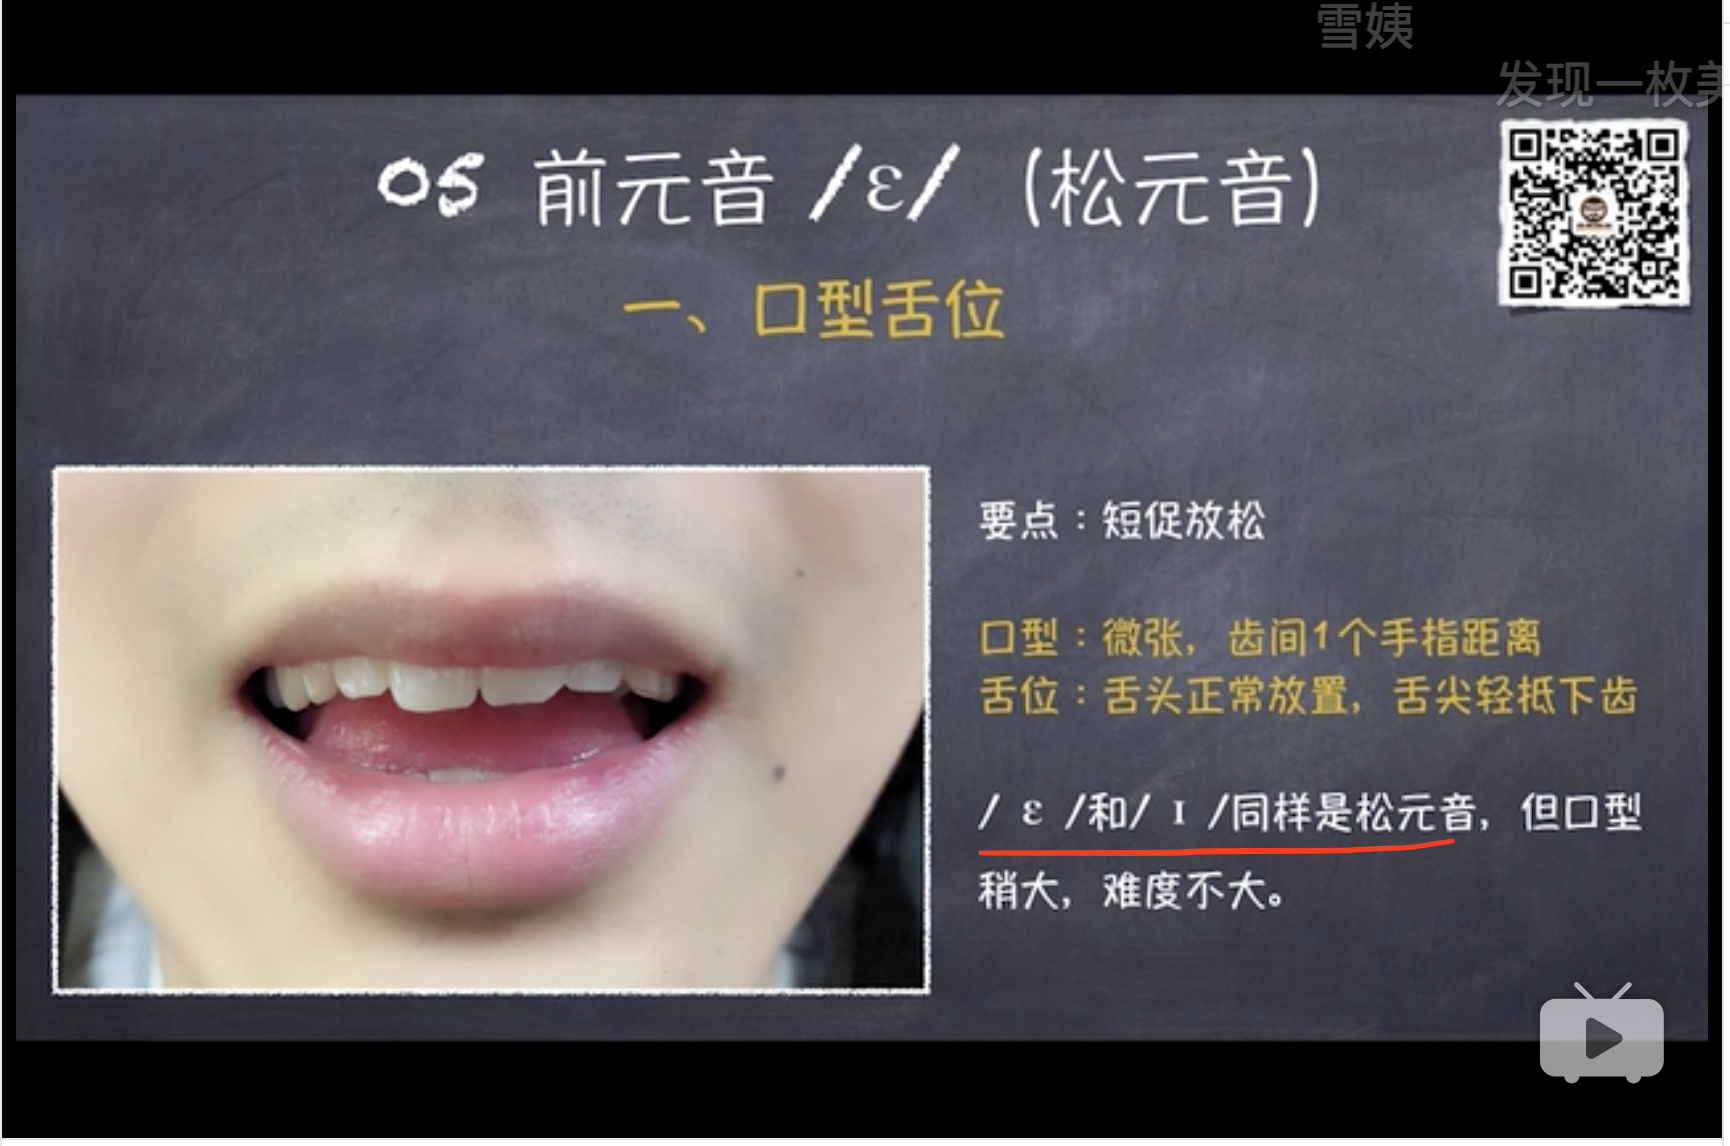 雪姨
发现一枚美
05 前元音 /ɛ/ (松元音)
一、口型舌位
要点：短促放松
口型：微张，齿间1个手指距离
舌位：舌头正常放置，舌尖轻抵下齿
/ ɛ /和/ ɪ /同样是松元音，但口型
稍大，难度不大。